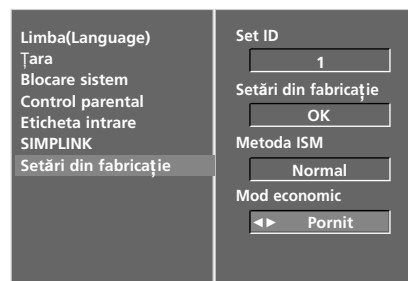 Limba(Language)
Țara
Blocare sistem
Control parental
Eticheta intrare
SIMPLINK
Setări din fabricație
Set ID
1
Setări din fabricație
OK
Metoda ISM
Normal
Mod economic
◄► Pornit